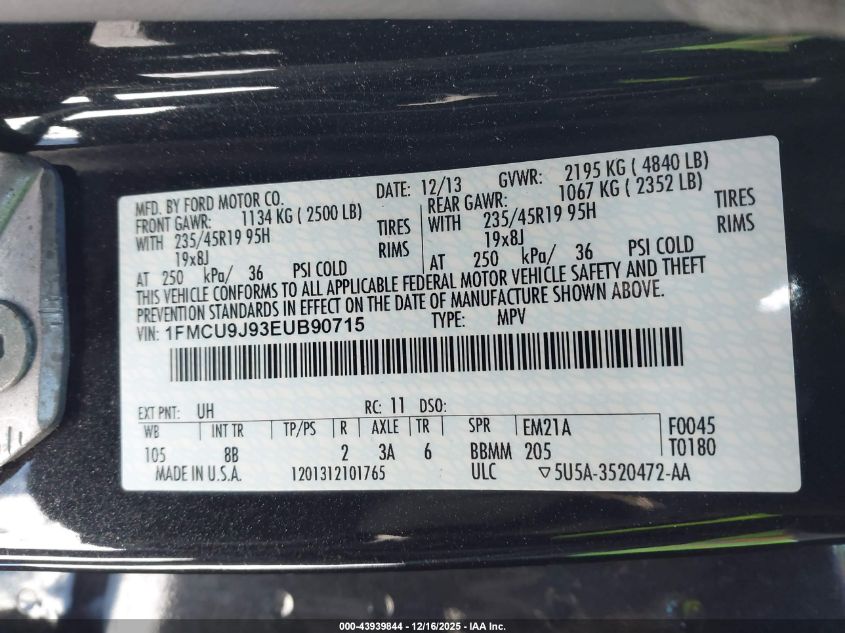 MFD. BY FORD MOTOR CO. DATE: 12/13 GVWR: 2195 KG ( 4840 LB)
FRONT GAWR: 1134 KG ( 2500 LB) REAR GAWR: 1067 KG ( 2352 LB)
WITH 235/45R19 95H TIRES WITH 235/45R19 95H TIRES
19x8J RIMS 19x8J RIMS
AT 250 kPa/ 36 PSI COLD AT 250 kPa/ 36 PSI COLD
THIS VEHICLE CONFORMS TO ALL APPLICABLE FEDERAL MOTOR VEHICLE SAFETY AND THEFT
PREVENTION STANDARDS IN EFFECT ON THE DATE OF MANUFACTURE SHOWN ABOVE.
VIN: 1FMCU9J93EUB90715 TYPE: MPV
EXT PNT: UH RC: 11 DSO:
WB INT TR TP/PS R AXLE TR SPR EM21A F0045
105 8B 2 3A 6 BBMM 205 T0180
MADE IN U.S.A. 1201312101765 ULC ▽5U5A-3520472-AA
000-43939844 / 12/16/2025 - IAA Inc.